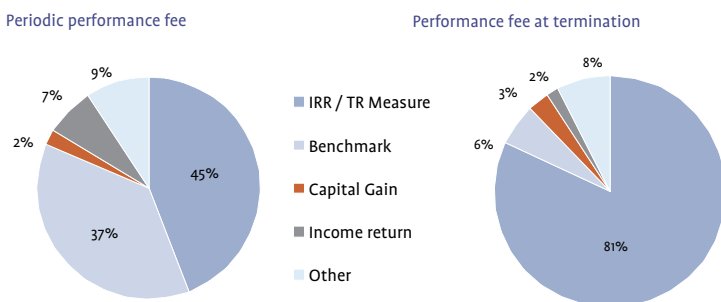 Periodic performance fee
9%
7%
2%
45%
37%
IRR / TR Measure
Benchmark
Capital Gain
Income return
Other
Performance fee at termination
8%
2%
3%
6%
81%